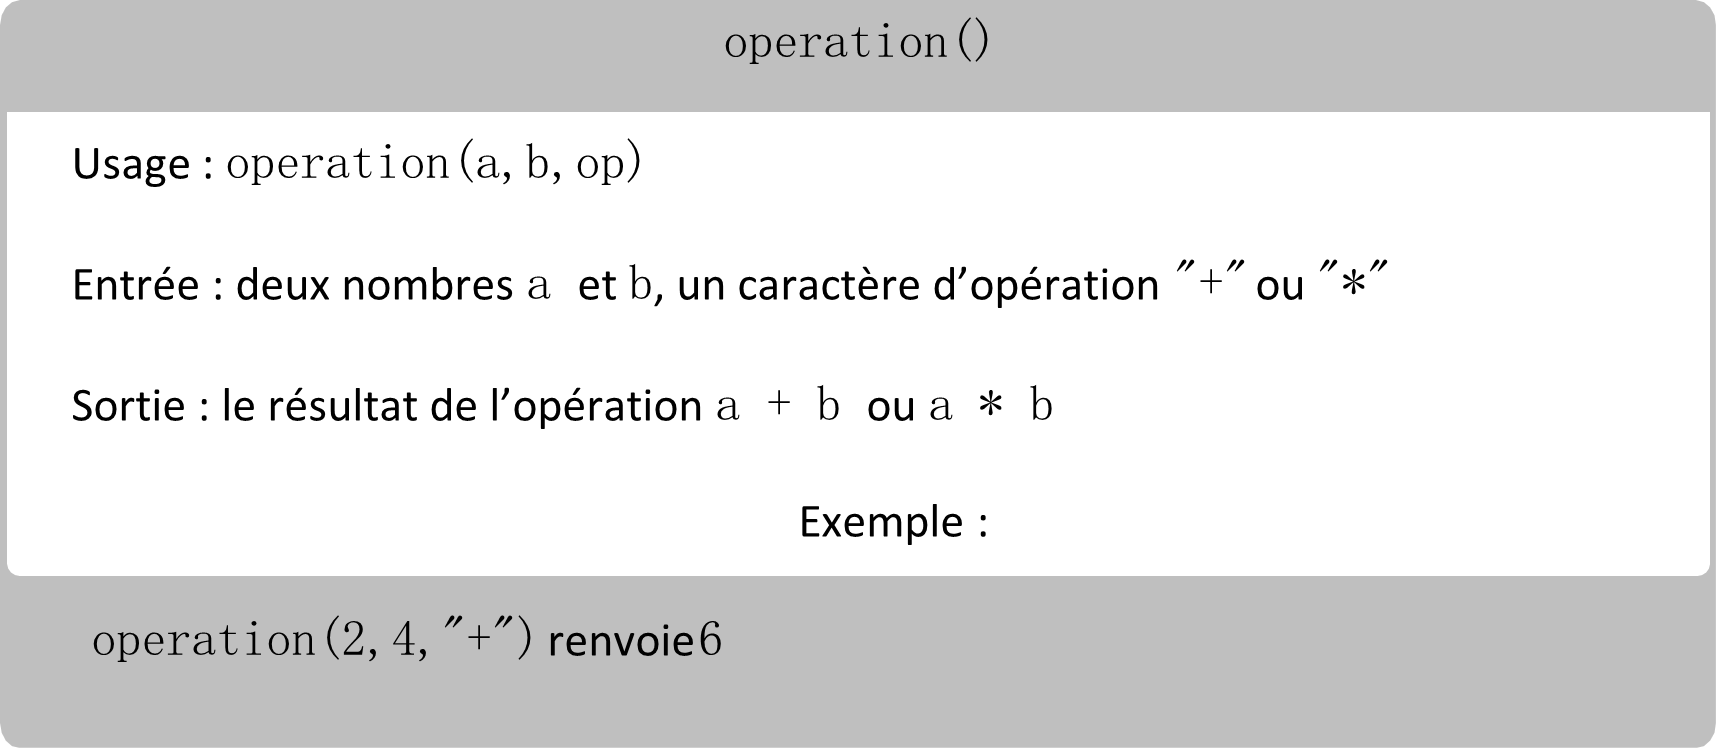 operation()
Usage : operation(a,b,op)
Entrée : deux nombres a et b, un caractère d’opération "+" ou "*"
Sortie : le résultat de l’opération a + b ou a * b
Exemple :
operation(2,4,"+") renvoie6